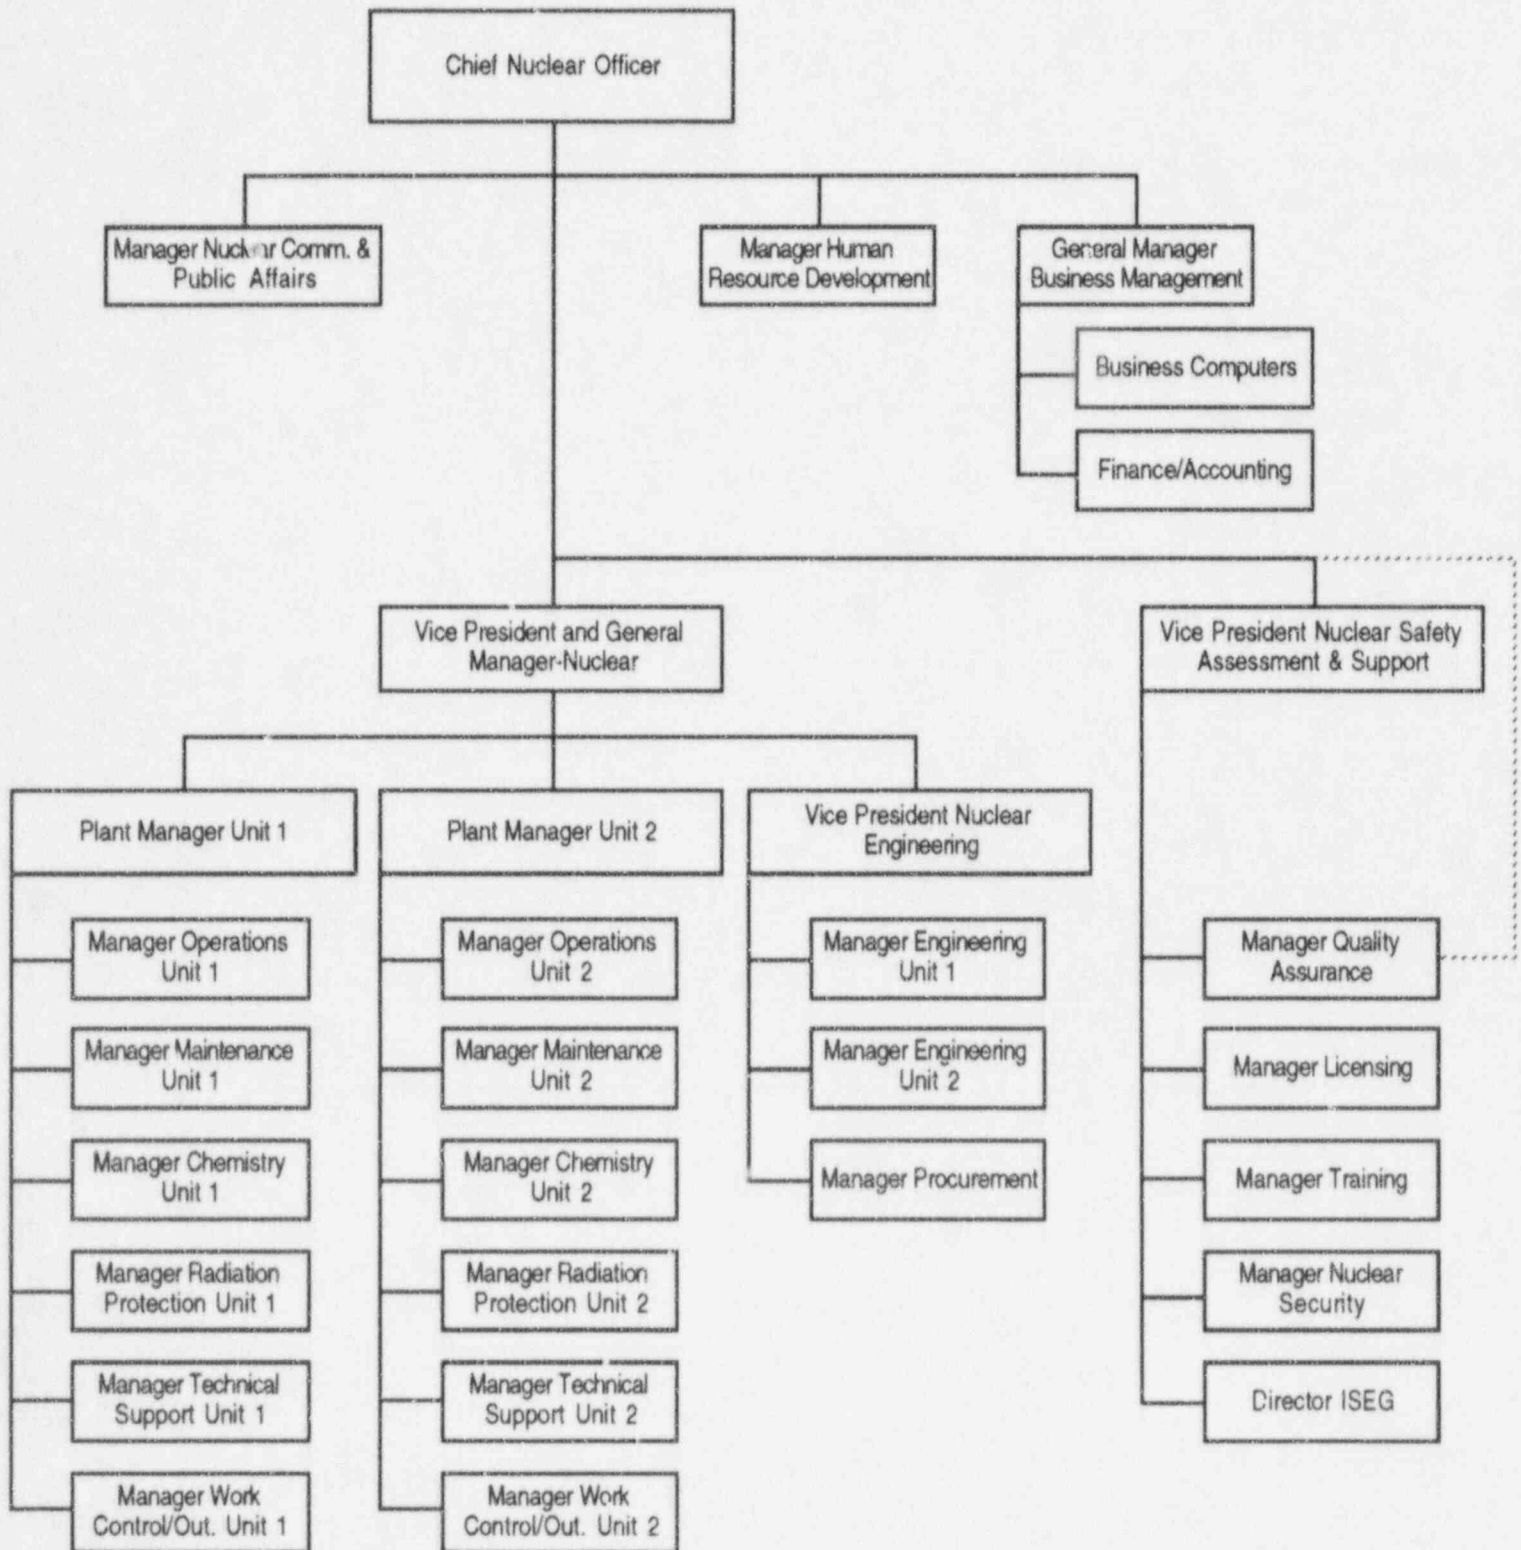 Chief Nuclear Officer
Manager Nuclear Comm. &
Public Affairs
Manager Human
Resource Development
General Manager
Business Management
Business Computers
Finance/Accounting
Vice President and General
Manager-Nuclear
Vice President Nuclear Safety
Assessment & Support
Plant Manager Unit 1
Plant Manager Unit 2
Vice President Nuclear
Engineering
Manager Operations
Unit 1
Manager Maintenance
Unit 1
Manager Chemistry
Unit 1
Manager Radiation
Protection Unit 1
Manager Technical
Support Unit 1
Manager Work
Control/Out. Unit 1
Manager Operations
Unit 2
Manager Maintenance
Unit 2
Manager Chemistry
Unit 2
Manager Radiation
Protection Unit 2
Manager Technical
Support Unit 2
Manager Work
Control/Out. Unit 2
Manager Engineering
Unit 1
Manager Engineering
Unit 2
Manager Procurement
Manager Quality
Assurance
Manager Licensing
Manager Training
Manager Nuclear
Security
Director ISEG